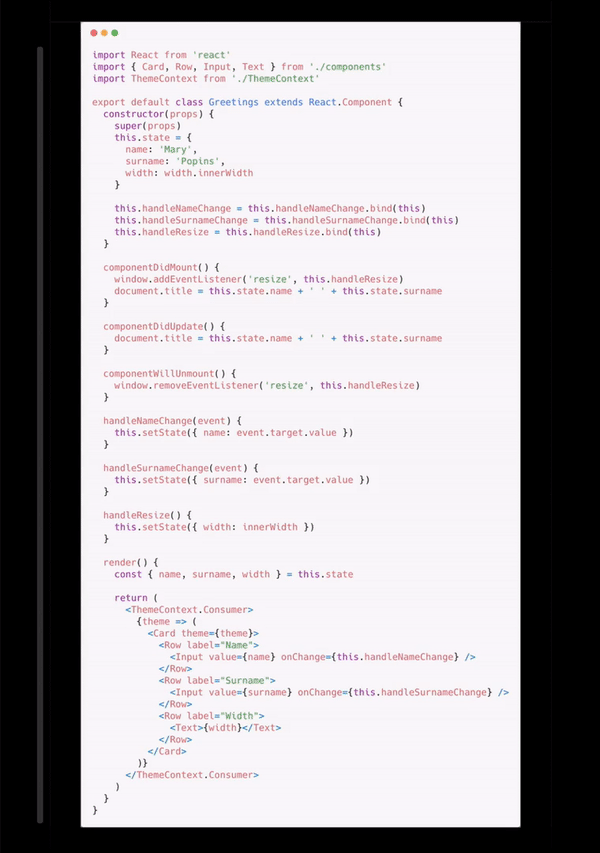 import React from 'react'
import { Card, Row, Input, Text } from './components'
import ThemeContext from './ThemeContext'
export default class Greetings extends React.Component {
constructor(props) {
super(props)
this.state = {
name: 'Mary',
surname: 'Popins',
width: width.innerWidth
}
this.handleNameChange = this.handleNameChange.bind(this)
this.handleSurnameChange = this.handleSurnameChange.bind(this)
this.handleResize = this.handleResize.bind(this)
}
componentDidMount() {
window.addEventListener('resize', this.handleResize)
document.title = this.state.name + ' ' + this.state.surname
}
componentDidUpdate() {
document.title = this.state.name + ' ' + this.state.surname
}
componentWillUnmount() {
window.removeEventListener('resize', this.handleResize)
}
handleNameChange(event) {
this.setState({ name: event.target.value })
}
handleSurnameChange(event) {
this.setState({ surname: event.target.value })
}
handleResize() {
this.setState({ width: innerWidth })
}
render() {
const { name, surname, width } = this.state
return (
<ThemeContext.Consumer>
{theme => (
<Card theme={theme}>
<Row label="Name">
<Input value={name} onChange={this.handleNameChange} />
</Row>
<Row label="Surname">
<Input value={surname} onChange={this.handleSurnameChange} />
</Row>
<Row label="Width">
<Text>{width}</Text>
</Row>
</Card>
)}
</ThemeContext.Consumer>
)
}
}